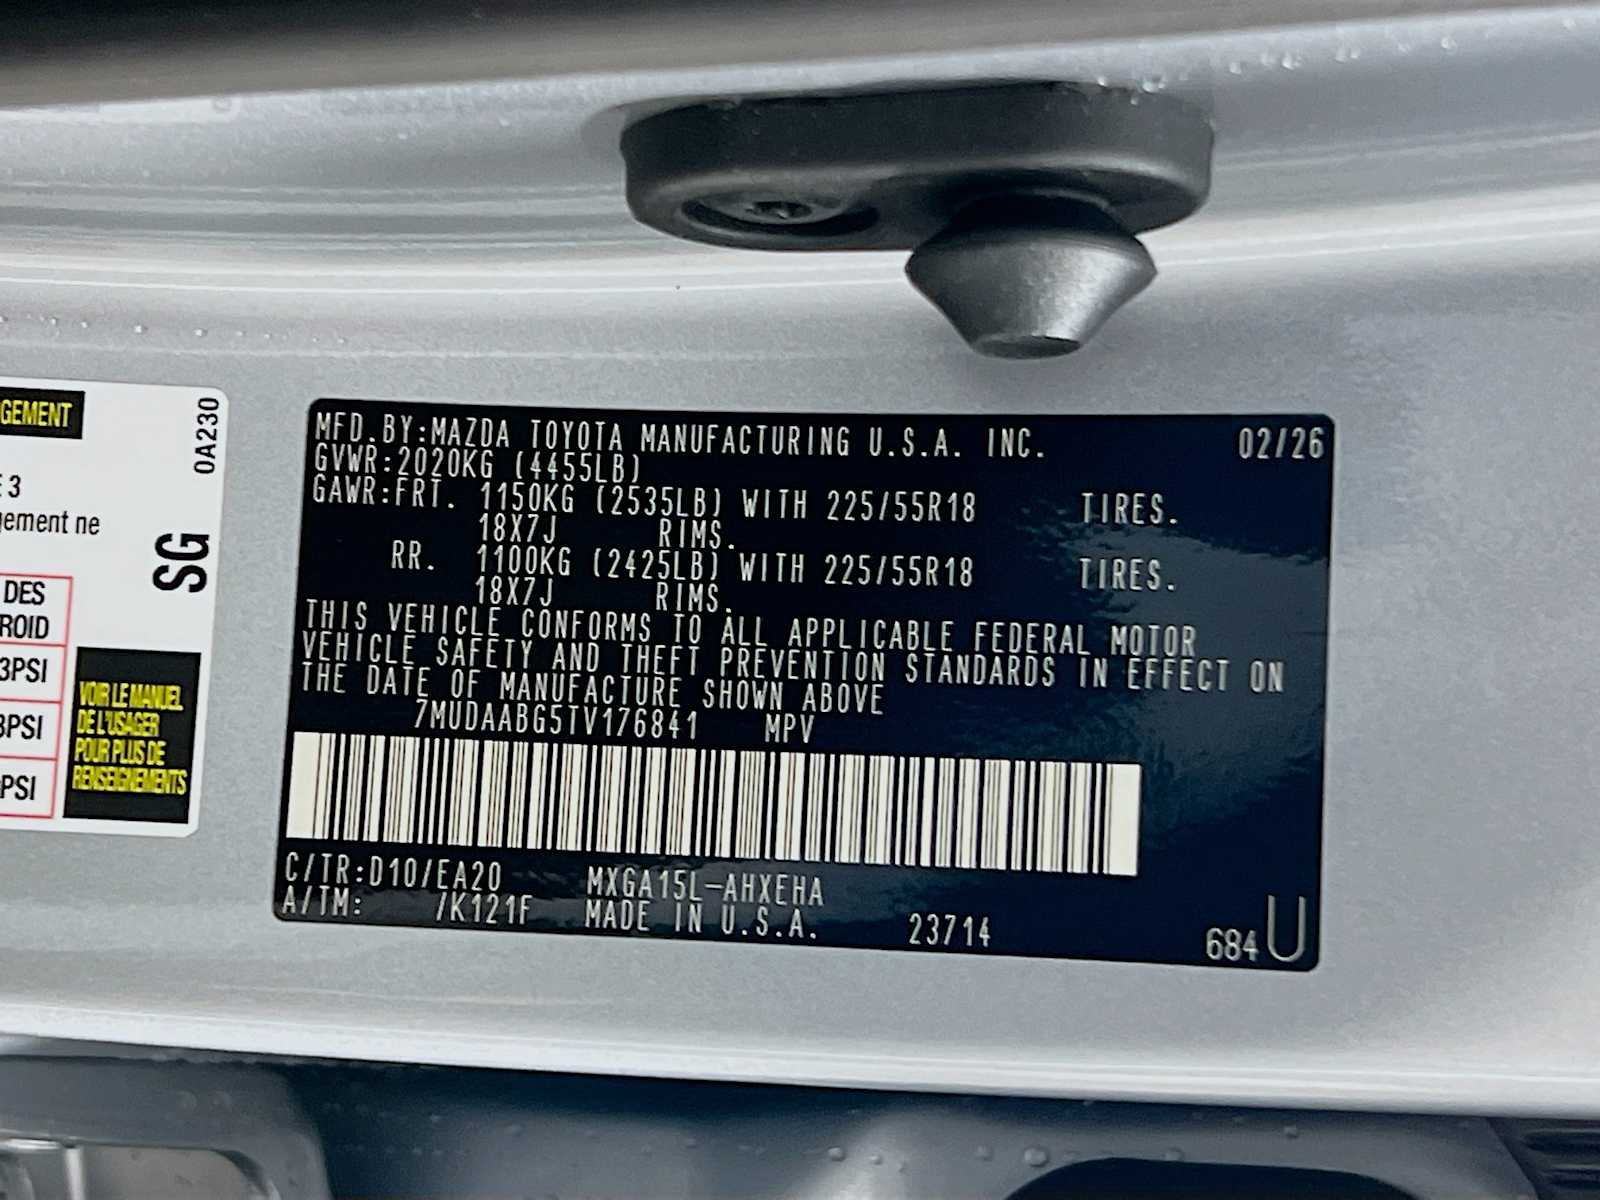 GEMENT
0A230
E 3
gement ne
SG
DES
ROID
3PSI
3PSI
PSI
VOIR LE MANUEL
DE L'USAGER
POUR PLUS DE
RENSEIGNEMENTS
MFD.BY:MAZDA TOYOTA MANUFACTURING U.S.A. INC. 02/26
GVWR:2020KG (4455LB)
GAWR:FRT. 1150KG (2535LB) WITH 225/55R18 TIRES.
18X7J RIMS.
RR. 1100KG (2425LB) WITH 225/55R18 TIRES.
18X7J RIMS.
THIS VEHICLE CONFORMS TO ALL APPLICABLE FEDERAL MOTOR
VEHICLE SAFETY AND THEFT PREVENTION STANDARDS IN EFFECT ON
THE DATE OF MANUFACTURE SHOWN ABOVE
7MUDAABG5TV176841 MPV
C/TR:D10/EA20 MXGA15L-AHXEHA
A/TM: /K121F MADE IN U.S.A. 23714 684 U